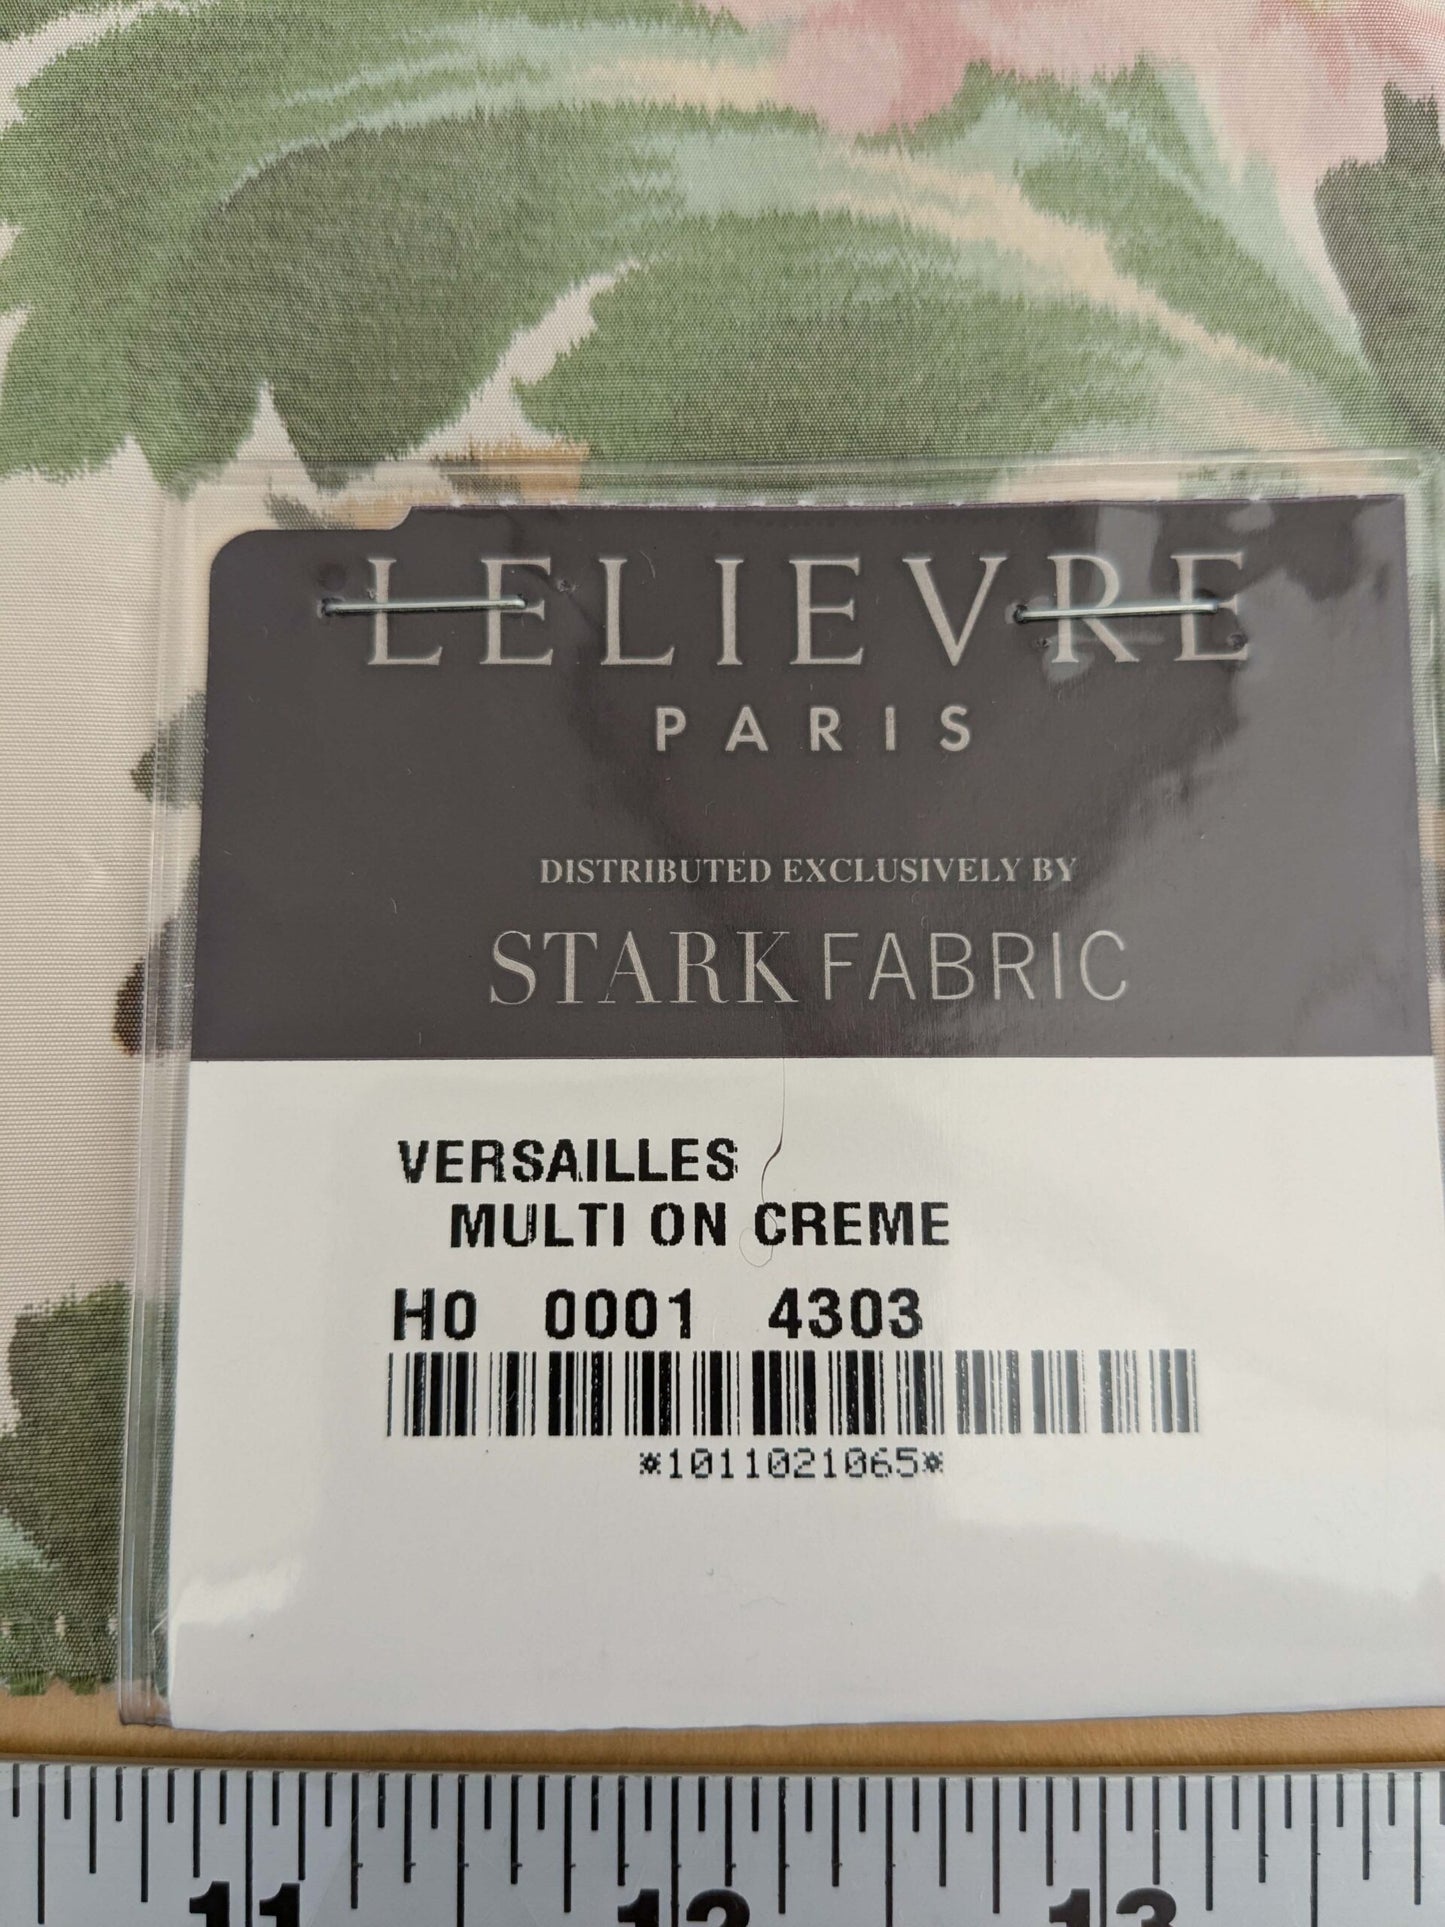 LELIEVRE
PARIS
DISTRIBUTED EXCLUSIVELY BY
STARK FABRIC
VERSAILLES
MULTI ON CREME
H0 0001 4303
*1011021065*
11 12 13